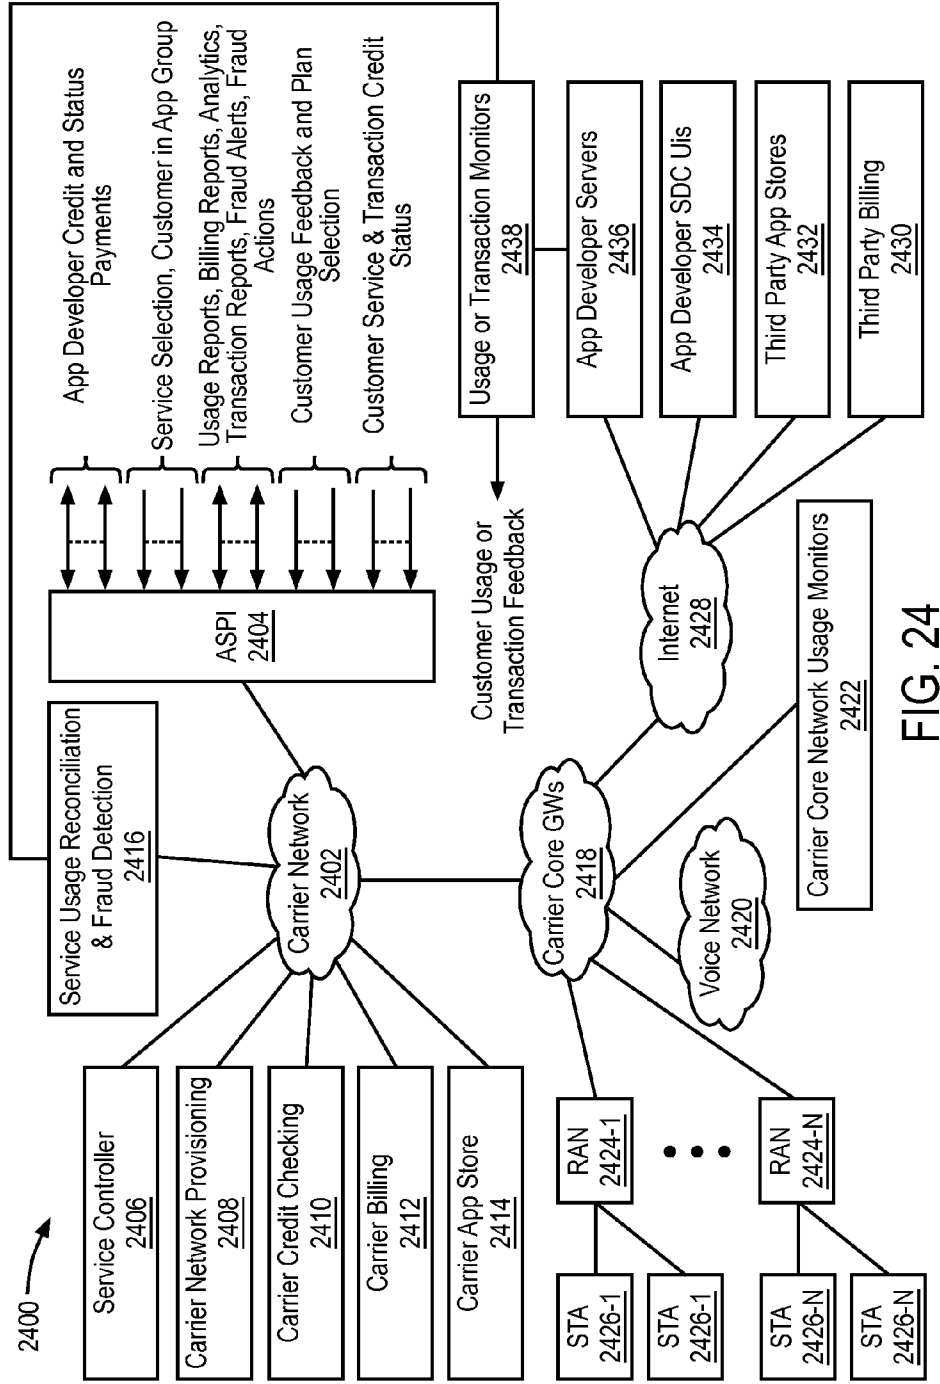 2400
Service Controller
2406
Carrier Network Provisioning
2408
Carrier Credit Checking
2410
Carrier Billing
2412
Carrier App Store
2414
Service Usage Reconciliation
& Fraud Detection
2416
Carrier Network
2402
ASPI
2404
App Developer Credit and Status
Payments
Service Selection, Customer in App Group
Usage Reports, Billing Reports, Analytics,
Transaction Reports, Fraud Alerts, Fraud
Actions
Customer Usage Feedback and Plan
Selection
Customer Service & Transaction Credit
Status
STA
2426-1
STA
2426-1
STA
2426-N
STA
2426-N
RAN
2424-1
RAN
2424-N
Carrier Core GWs
2418
Voice Network
2420
Carrier Core Network Usage Monitors
2422
Internet
2428
Customer Usage or
Transaction Feedback
Usage or Transaction Monitors
2438
App Developer Servers
2436
App Developer SDC Uis
2434
Third Party App Stores
2432
Third Party Billing
2430
FIG. 24